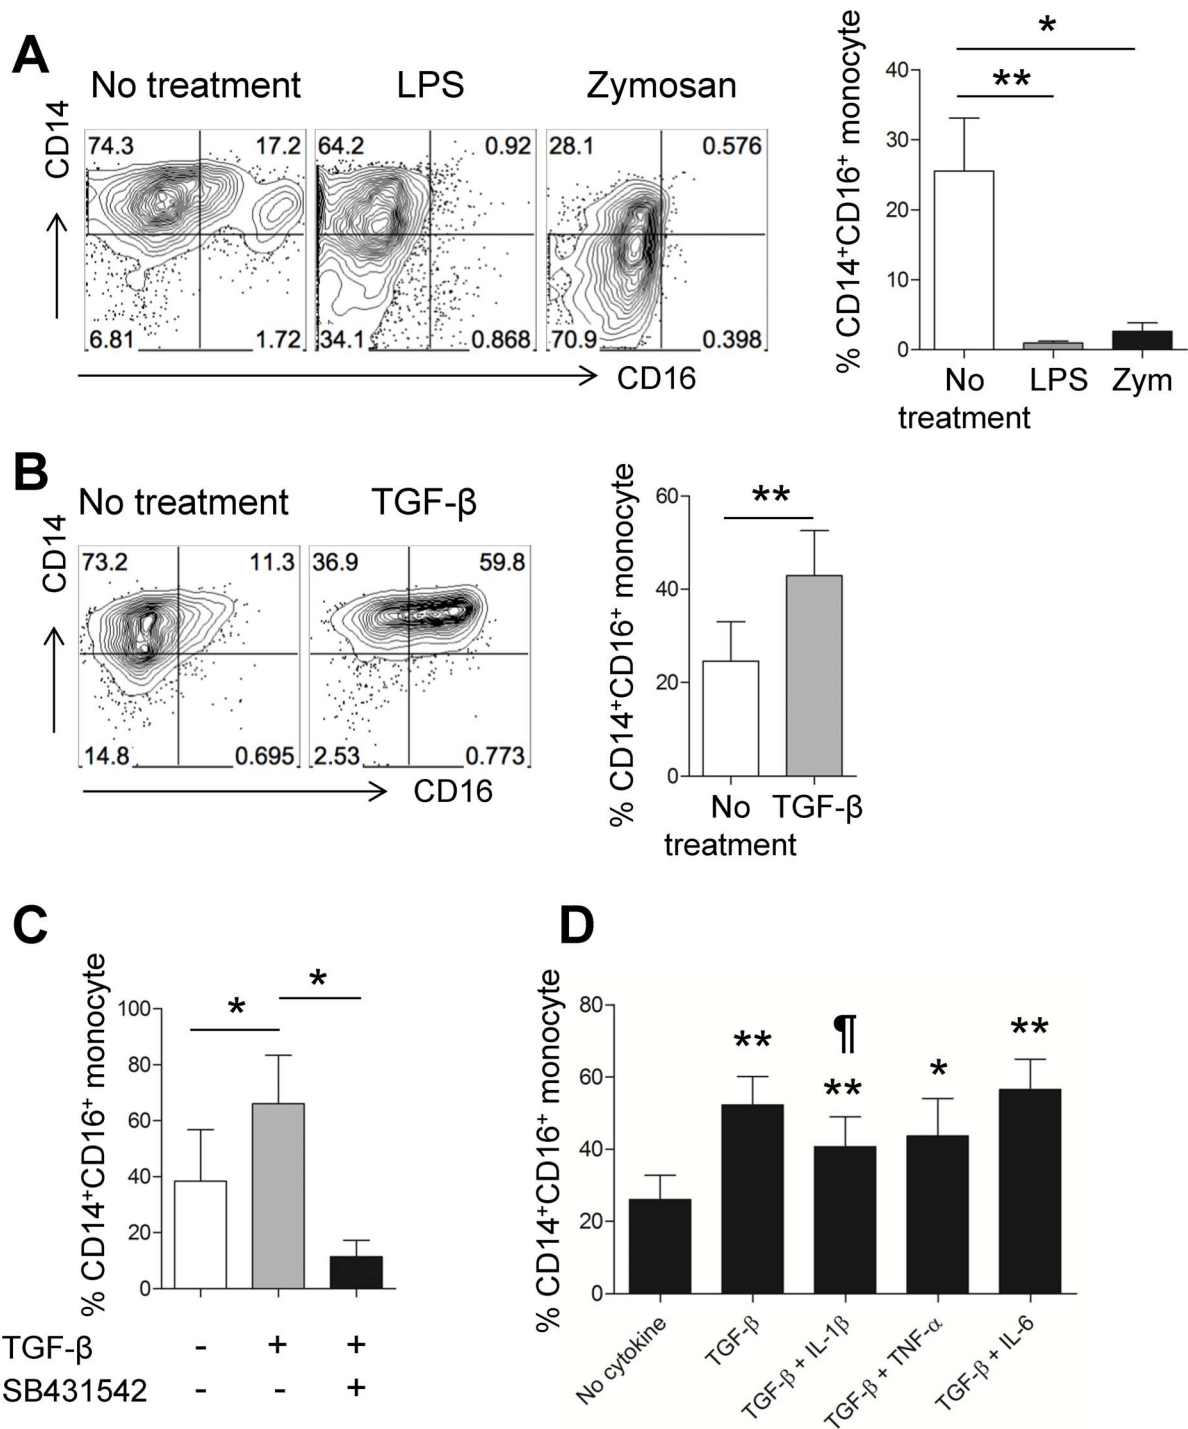 A
No treatment
LPS
Zymosan
CD14
74.3
17.2
6.81
1.72
64.2
0.92
34.1
0.868
28.1
0.576
70.9
0.398
CD16
% CD14⁺CD16⁺ monocyte
40
30
20
10
0
*
**
No treatment
LPS
Zym
B
No treatment
TGF-β
CD14
73.2
11.3
14.8
0.695
36.9
59.8
2.53
0.773
CD16
% CD14⁺CD16⁺ monocyte
60
40
20
0
**
No treatment
TGF-β
C
% CD14⁺CD16⁺ monocyte
100
80
60
40
20
0
*
*
TGF-β - + +
SB431542 - - +
D
% CD14⁺CD16⁺ monocyte
80
60
40
20
0
**
¶
**
*
**
No cytokine
TGF-β
TGF-β + IL-1β
TGF-β + TNF-α
TGF-β + IL-6